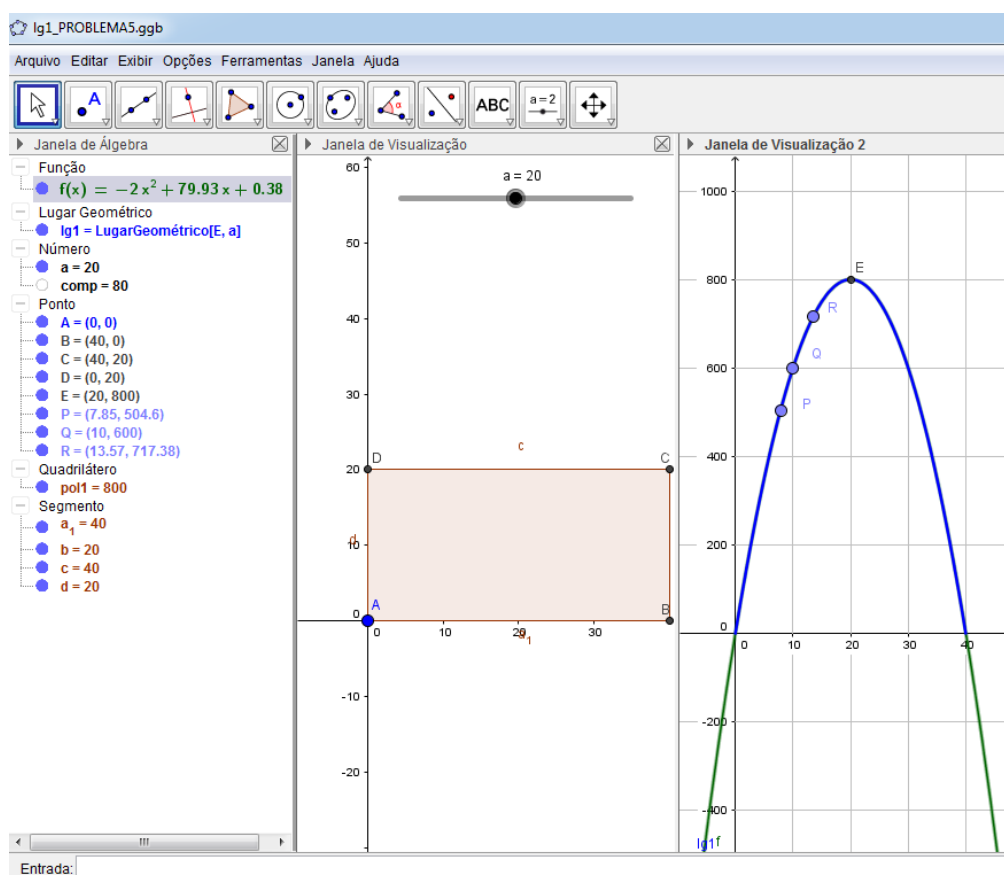 lg1_PROBLEMA5.ggb
Arquivo Editar Exibir Opções Ferramentas Janela Ajuda
A α ABC a=2
Janela de Álgebra
Função
f(x) = −2 x² + 79.93 x + 0.38
Lugar Geométrico
lg1 = LugarGeométrico[E, a]
Número
a = 20
comp = 80
Ponto
A = (0, 0)
B = (40, 0)
C = (40, 20)
D = (0, 20)
E = (20, 800)
P = (7.85, 504.6)
Q = (10, 600)
R = (13.57, 717.38)
Quadrilátero
pol1 = 800
Segmento
a₁ = 40
b = 20
c = 40
d = 20
Janela de Visualização
a = 20
60
50
40
30
c
D C
20
d
10
A B
0
0 10 20 30
a₁
-10
-20
Janela de Visualização 2
1000
E
800
R
Q
600
P
400
200
0
0 10 20 30 40
-200
-400
lg1 f
Entrada: